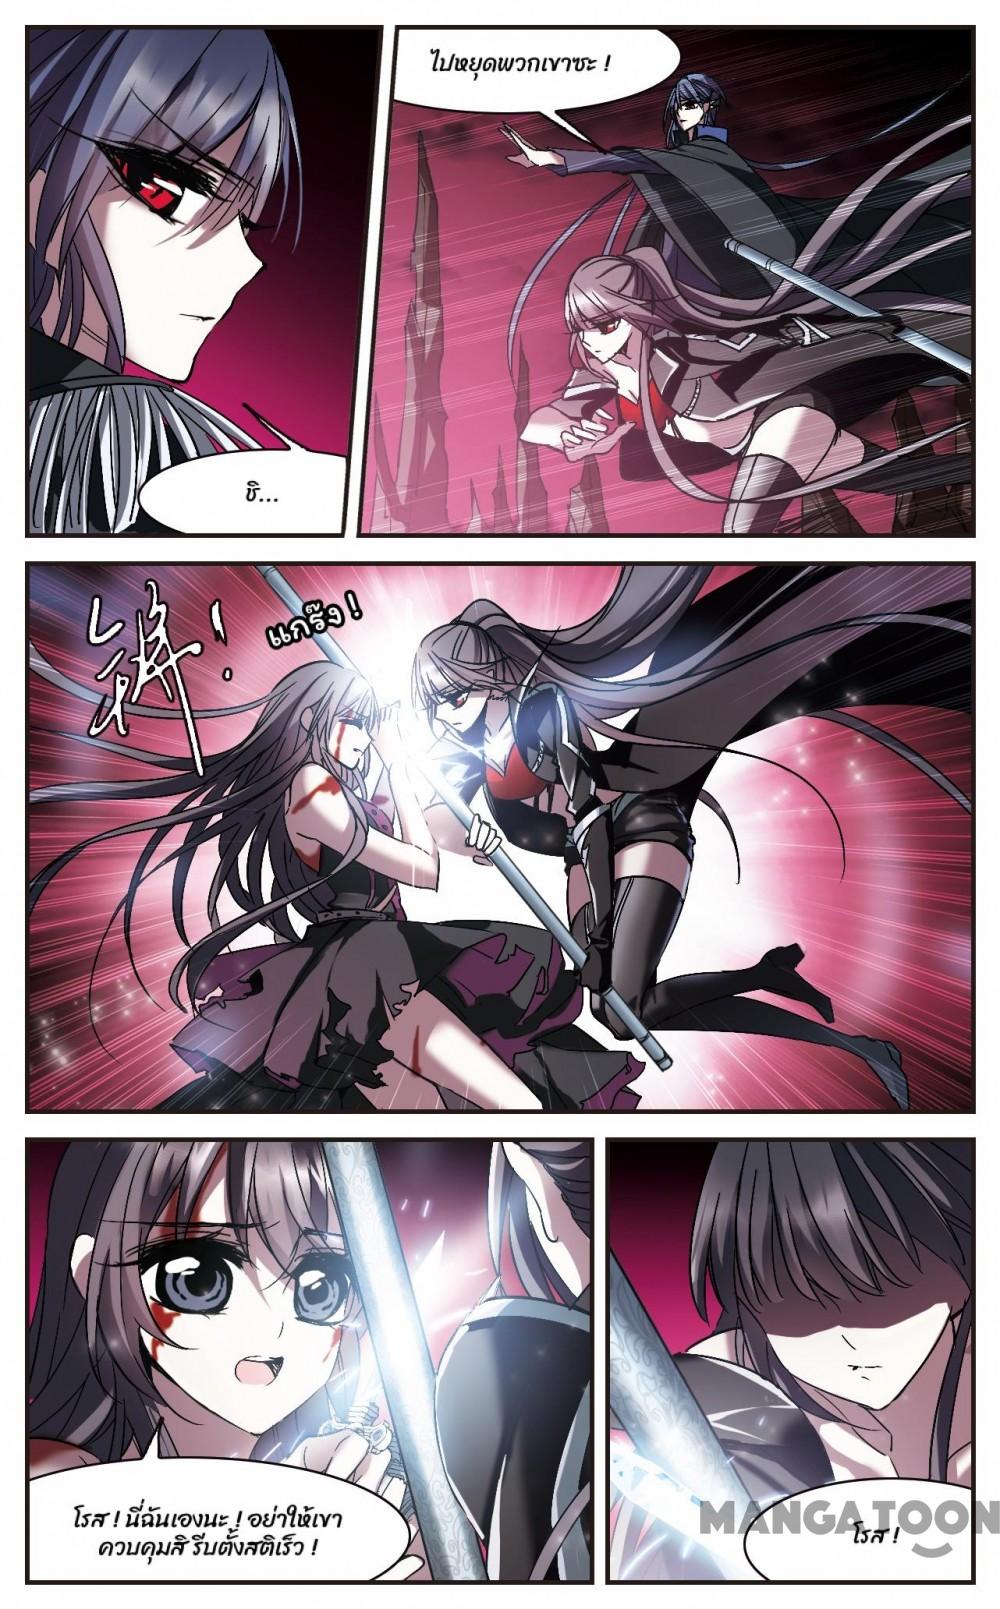 ไปหยุดพวกเขาซะ !
ชิ...
锵！
แกร๊ง !
โรส ! นี่ฉันเองนะ ! อย่าให้เขา
ควบคุมสิ รีบตั้งสติเร็ว !
โรส !
MANGATOON